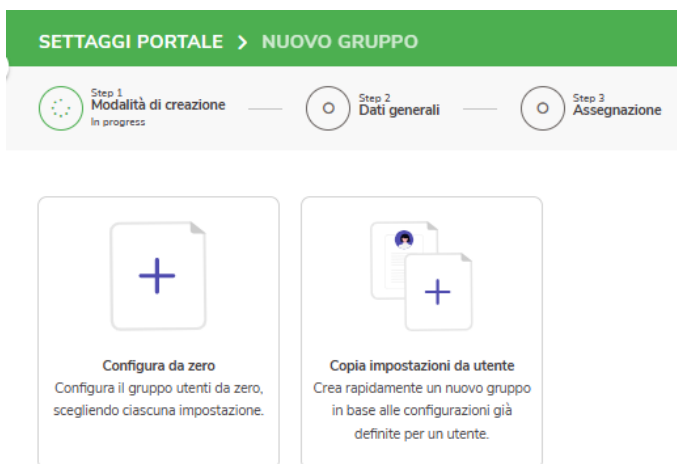 SETTAGGI PORTALE > NUOVO GRUPPO
Step 1
Modalità di creazione
In progress
Step 2
Dati generali
Step 3
Assegnazione
Configura da zero
Configura il gruppo utenti da zero,
scegliendo ciascuna impostazione.
Copia impostazioni da utente
Crea rapidamente un nuovo gruppo
in base alle configurazioni già
definite per un utente.